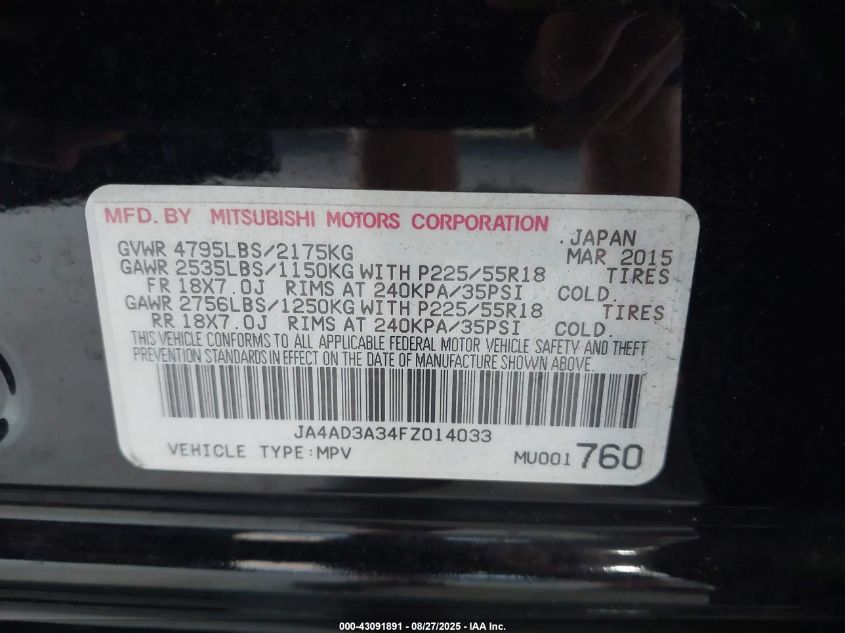 MFD. BY MITSUBISHI MOTORS CORPORATION
JAPAN
GVWR 4795LBS/2175KG MAR 2015
GAWR 2535LBS/1150KG WITH P225/55R18 TIRES
FR 18X7.0J RIMS AT 240KPA/35PSI COLD.
GAWR 2756LBS/1250KG WITH P225/55R18 TIRES
RR 18X7.0J RIMS AT 240KPA/35PSI COLD.
THIS VEHICLE CONFORMS TO ALL APPLICABLE FEDERAL MOTOR VEHICLE SAFETY AND THEFT
PREVENTION STANDARDS IN EFFECT ON THE DATE OF MANUFACTURE SHOWN ABOVE.
JA4AD3A34FZ014033
VEHICLE TYPE:MPV MU001 760
000-43091891 - 08/27/2025 - IAA Inc.